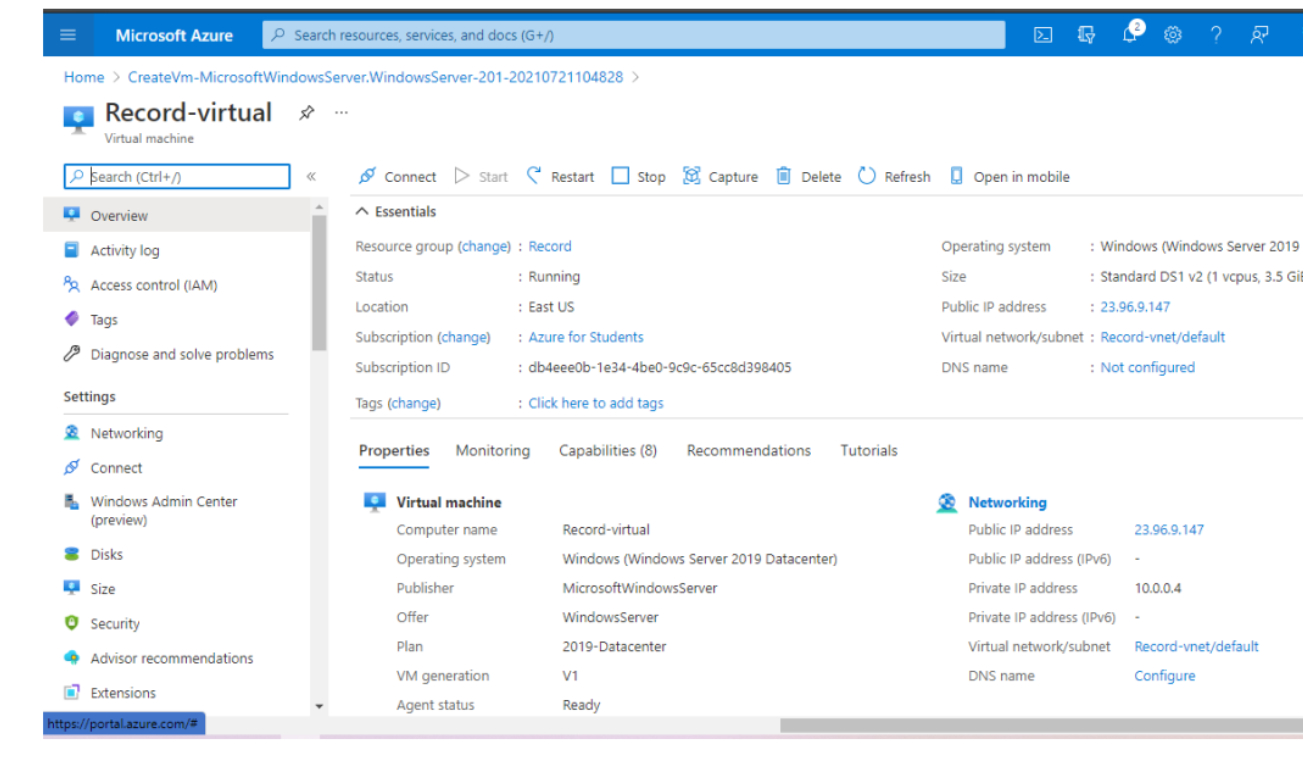 Microsoft Azure
Search resources, services, and docs (G+/)
2
Home > CreateVm-MicrosoftWindowsServer.WindowsServer-201-20210721104828 >
Record-virtual
Virtual machine
Search (Ctrl+/)
Overview
Activity log
Access control (IAM)
Tags
Diagnose and solve problems
Settings
Networking
Connect
Windows Admin Center
(preview)
Disks
Size
Security
Advisor recommendations
Extensions
https://portal.azure.com/#
Connect Start Restart Stop Capture Delete Refresh Open in mobile
Essentials
Resource group (change) : Record
Status : Running
Location : East US
Subscription (change) : Azure for Students
Subscription ID : db4eee0b-1e34-4be0-9c9c-65cc8d398405
Tags (change) : Click here to add tags
Operating system : Windows (Windows Server 2019
Size : Standard DS1 v2 (1 vcpus, 3.5 GiB
Public IP address : 23.96.9.147
Virtual network/subnet : Record-vnet/default
DNS name : Not configured
Properties Monitoring Capabilities (8) Recommendations Tutorials
Virtual machine
Computer name Record-virtual
Operating system Windows (Windows Server 2019 Datacenter)
Publisher MicrosoftWindowsServer
Offer WindowsServer
Plan 2019-Datacenter
VM generation V1
Agent status Ready
Networking
Public IP address 23.96.9.147
Public IP address (IPv6) -
Private IP address 10.0.0.4
Private IP address (IPv6) -
Virtual network/subnet Record-vnet/default
DNS name Configure